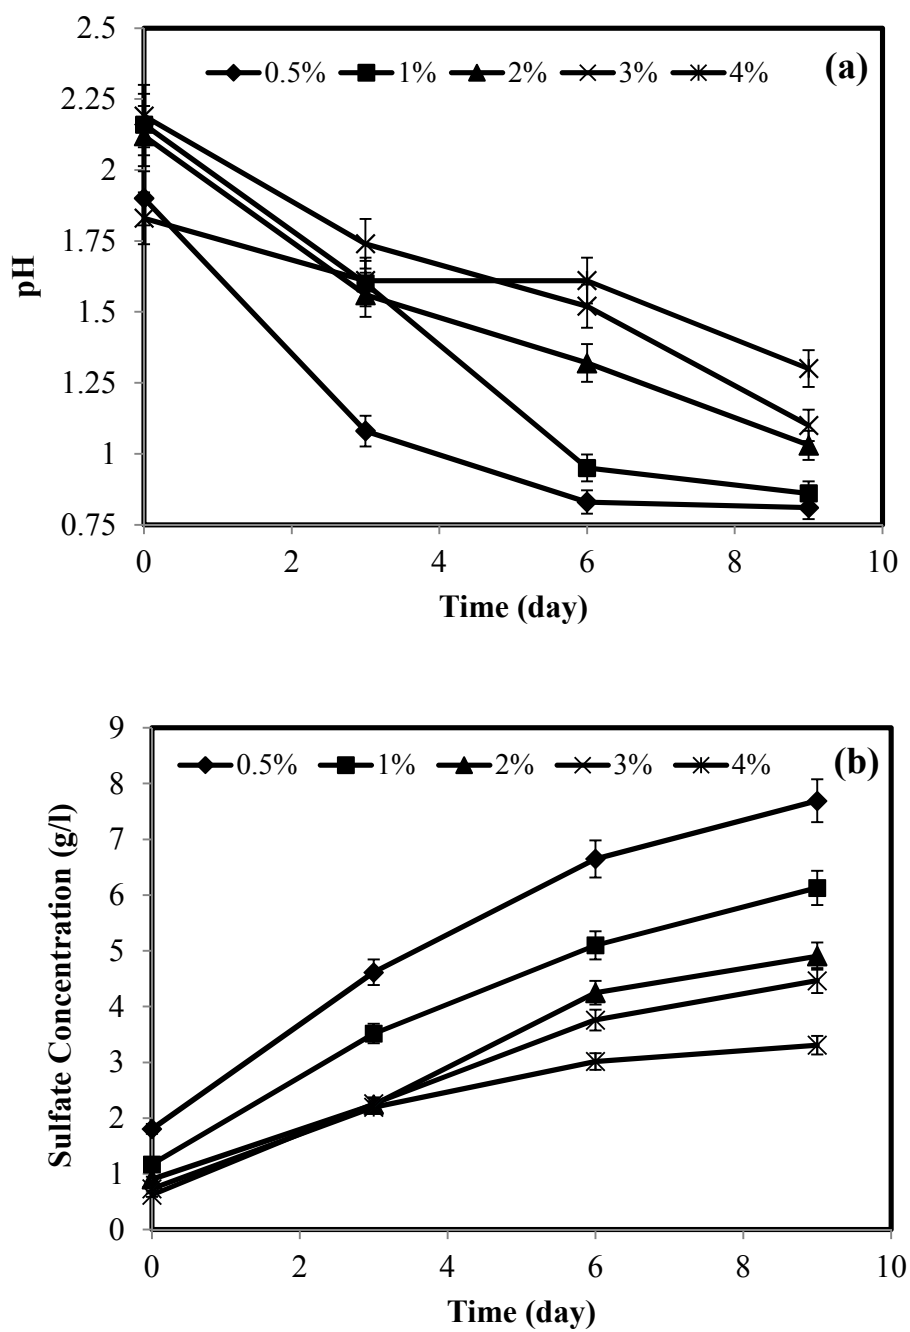 2.5
0.5% 1% 2% 3% 4% (a)
2.25
2
1.75
pH
1.5
1.25
1
0.75
0 2 4 6 8 10
Time (day)
9
0.5% 1% 2% 3% 4% (b)
8
7
6
Sulfate Concentration (g/l)
5
4
3
2
1
0
0 2 4 6 8 10
Time (day)